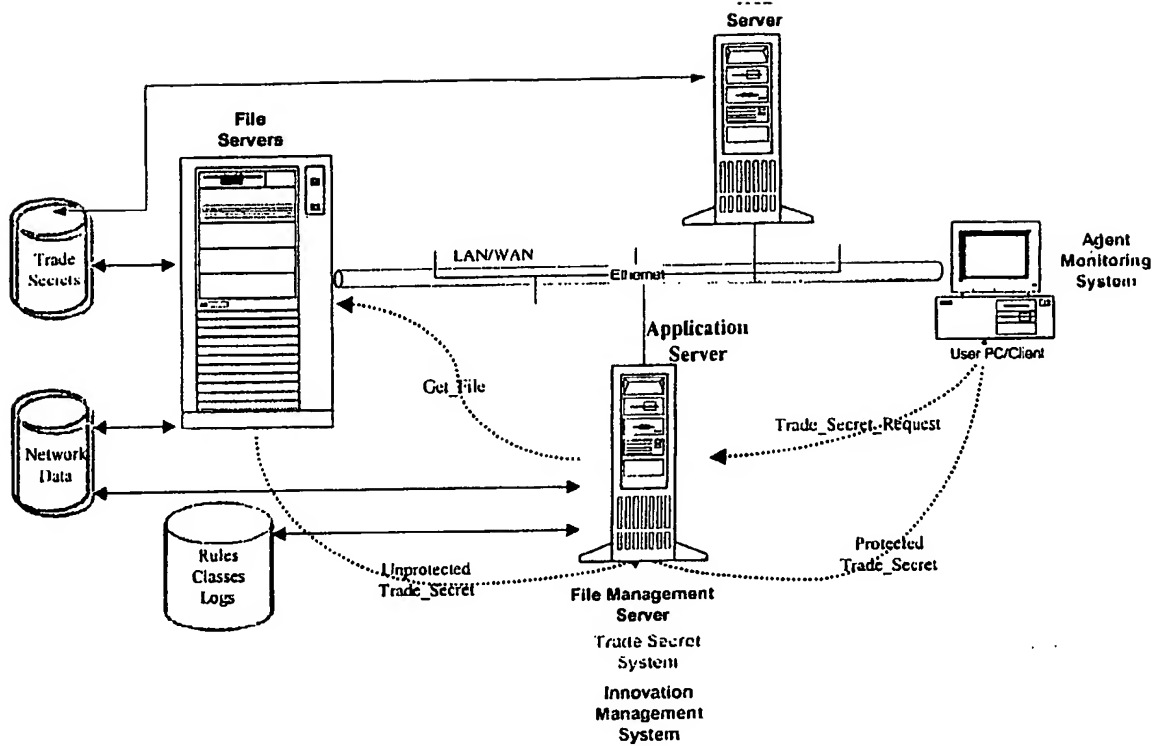 Server
File
Servers
Trade
Secrets
LAN/WAN
Ethernet
Agent
Monitoring
System
Application
Server
User PC/Client
Get_File
Trade_Secret_Request
Network
Data
Rules
Classes
Logs
Unprotected
Trade_Secret
Protected
Trade_Secret
File Management
Server
Trade Secret
System
Innovation
Management
System